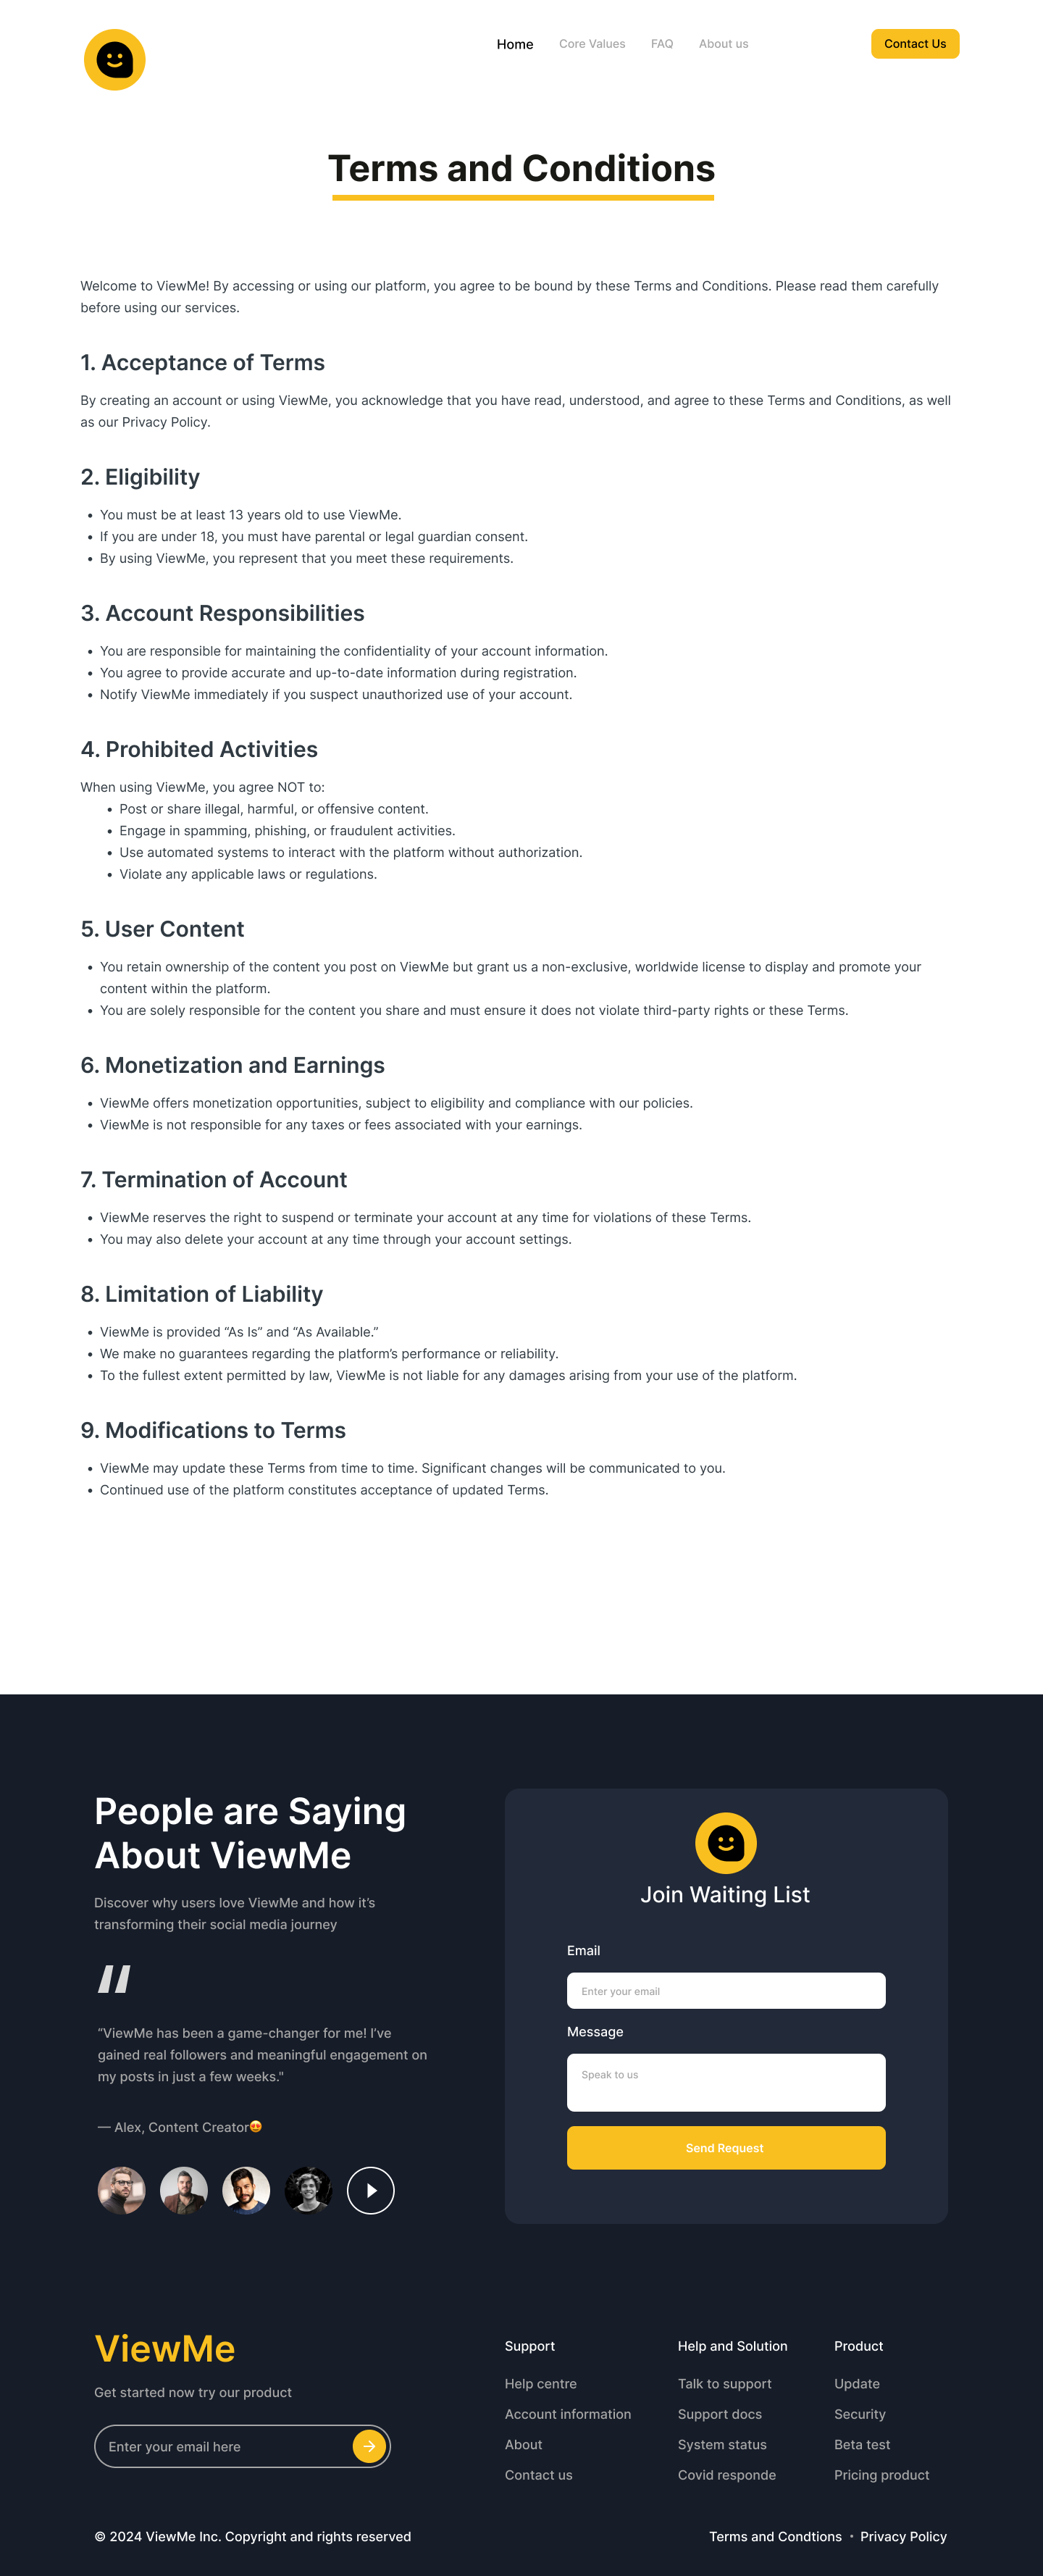 Home Core Values FAQ About us Contact Us
Terms and Conditions
Welcome to ViewMe! By accessing or using our platform, you agree to be bound by these Terms and Conditions. Please read them carefully
before using our services.
1. Acceptance of Terms
By creating an account or using ViewMe, you acknowledge that you have read, understood, and agree to these Terms and Conditions, as well
as our Privacy Policy.
2. Eligibility
• You must be at least 13 years old to use ViewMe.
• If you are under 18, you must have parental or legal guardian consent.
• By using ViewMe, you represent that you meet these requirements.
3. Account Responsibilities
• You are responsible for maintaining the confidentiality of your account information.
• You agree to provide accurate and up-to-date information during registration.
• Notify ViewMe immediately if you suspect unauthorized use of your account.
4. Prohibited Activities
When using ViewMe, you agree NOT to:
• Post or share illegal, harmful, or offensive content.
• Engage in spamming, phishing, or fraudulent activities.
• Use automated systems to interact with the platform without authorization.
• Violate any applicable laws or regulations.
5. User Content
• You retain ownership of the content you post on ViewMe but grant us a non-exclusive, worldwide license to display and promote your
content within the platform.
• You are solely responsible for the content you share and must ensure it does not violate third-party rights or these Terms.
6. Monetization and Earnings
• ViewMe offers monetization opportunities, subject to eligibility and compliance with our policies.
• ViewMe is not responsible for any taxes or fees associated with your earnings.
7. Termination of Account
• ViewMe reserves the right to suspend or terminate your account at any time for violations of these Terms.
• You may also delete your account at any time through your account settings.
8. Limitation of Liability
• ViewMe is provided “As Is” and “As Available.”
• We make no guarantees regarding the platform’s performance or reliability.
• To the fullest extent permitted by law, ViewMe is not liable for any damages arising from your use of the platform.
9. Modifications to Terms
• ViewMe may update these Terms from time to time. Significant changes will be communicated to you.
• Continued use of the platform constitutes acceptance of updated Terms.
People are Saying
About ViewMe
Discover why users love ViewMe and how it’s
transforming their social media journey
“ViewMe has been a game-changer for me! I've
gained real followers and meaningful engagement on
my posts in just a few weeks."
— Alex, Content Creator🤩
Join Waiting List
Email
Enter your email
Message
Speak to us
Send Request
ViewMe
Get started now try our product
Enter your email here
Support
Help centre
Account information
About
Contact us
Help and Solution
Talk to support
Support docs
System status
Covid responde
Product
Update
Security
Beta test
Pricing product
© 2024 ViewMe Inc. Copyright and rights reserved
Terms and Condtions • Privacy Policy